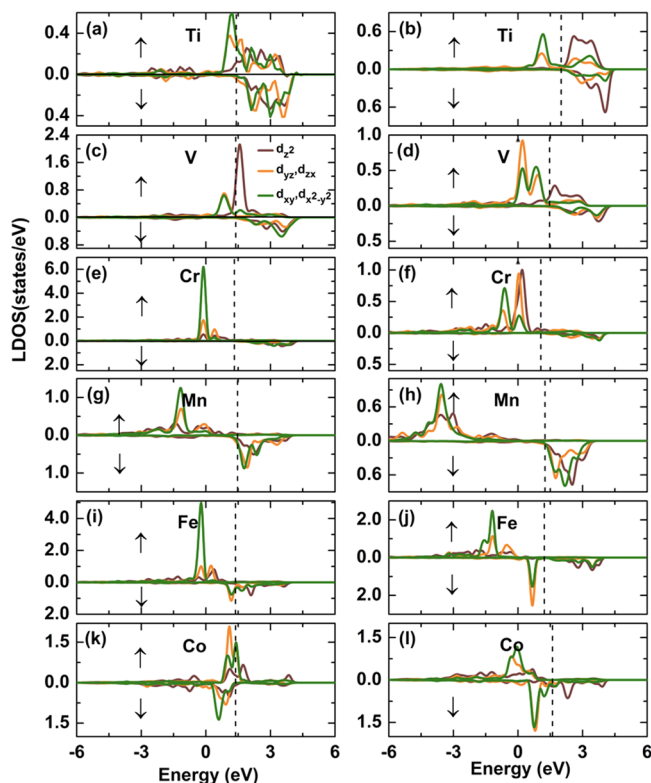 LDOS(states/eV)
(a) Ti
0.4
0.0
0.4
(b) Ti
0.6
0.0
0.6
(c) V
2.4
1.6
0.8
0.0
0.8
d_z²
d_yz,d_zx
d_xy,d_x²-y²
(d) V
1.0
0.5
0.0
0.5
(e) Cr
6.0
4.0
2.0
0.0
2.0
(f) Cr
1.0
0.5
0.0
0.5
(g) Mn
1.0
0.0
1.0
(h) Mn
0.6
0.0
0.6
(i) Fe
4.0
2.0
0.0
2.0
(j) Fe
2.0
0.0
2.0
(k) Co
1.5
0.0
1.5
(l) Co
1.5
0.0
1.5
-6 -3 0 3 6
-6 -3 0 3 6
Energy (eV)
Energy (eV)